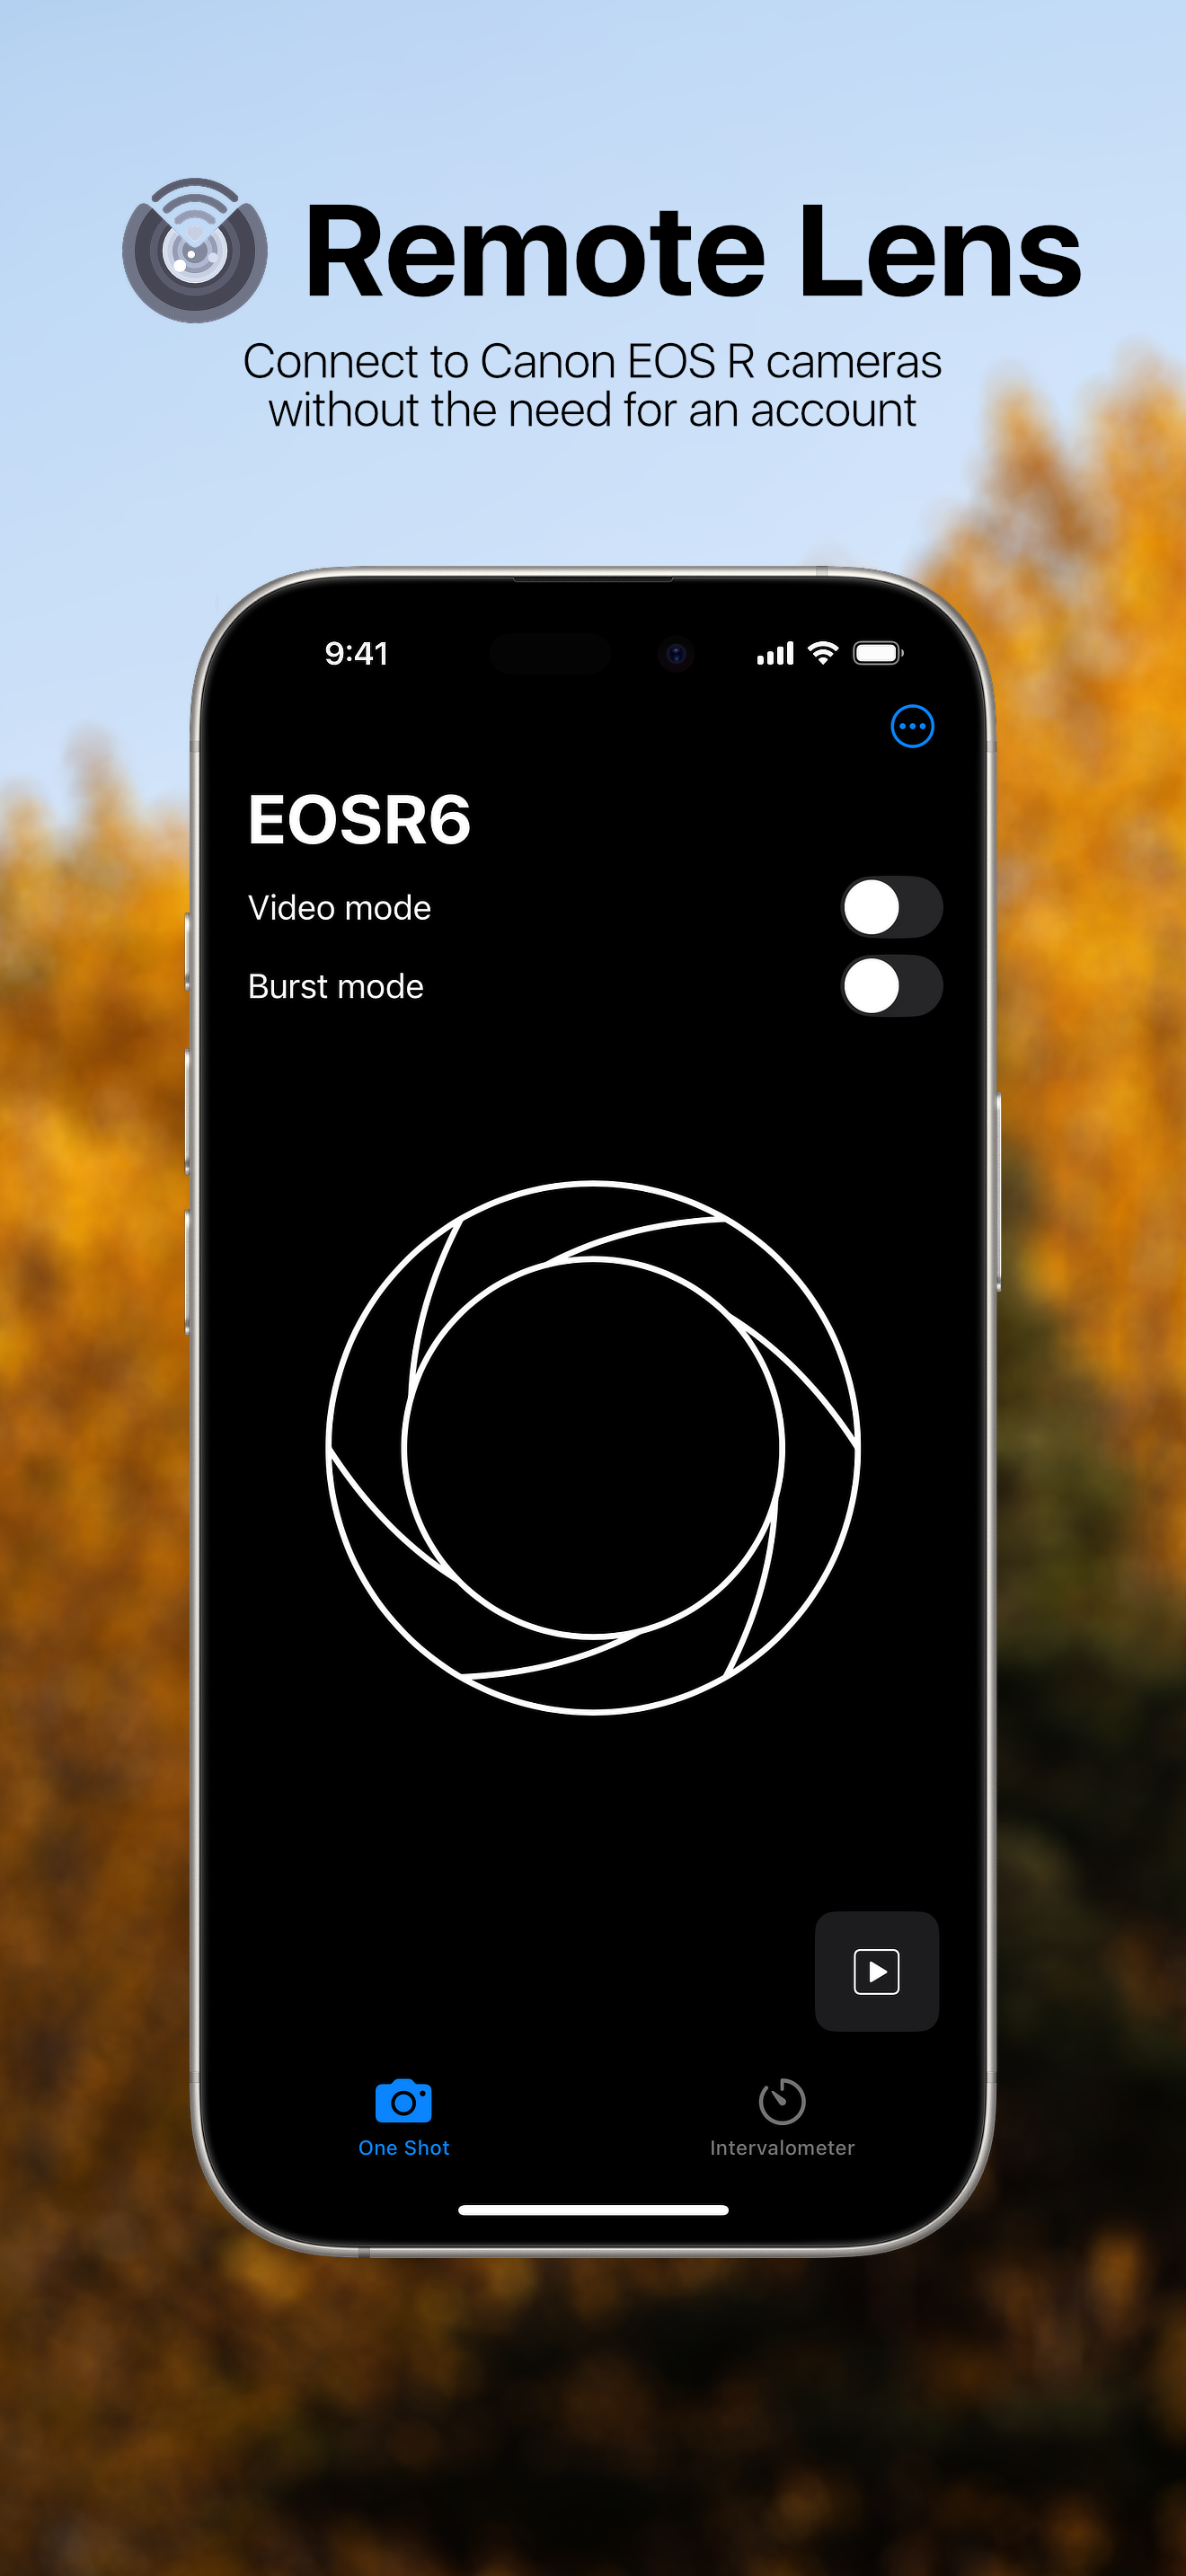 Remote Lens
Connect to Canon EOS R cameras
without the need for an account
9:41
EOSR6
Video mode
Burst mode
One Shot
Intervalometer